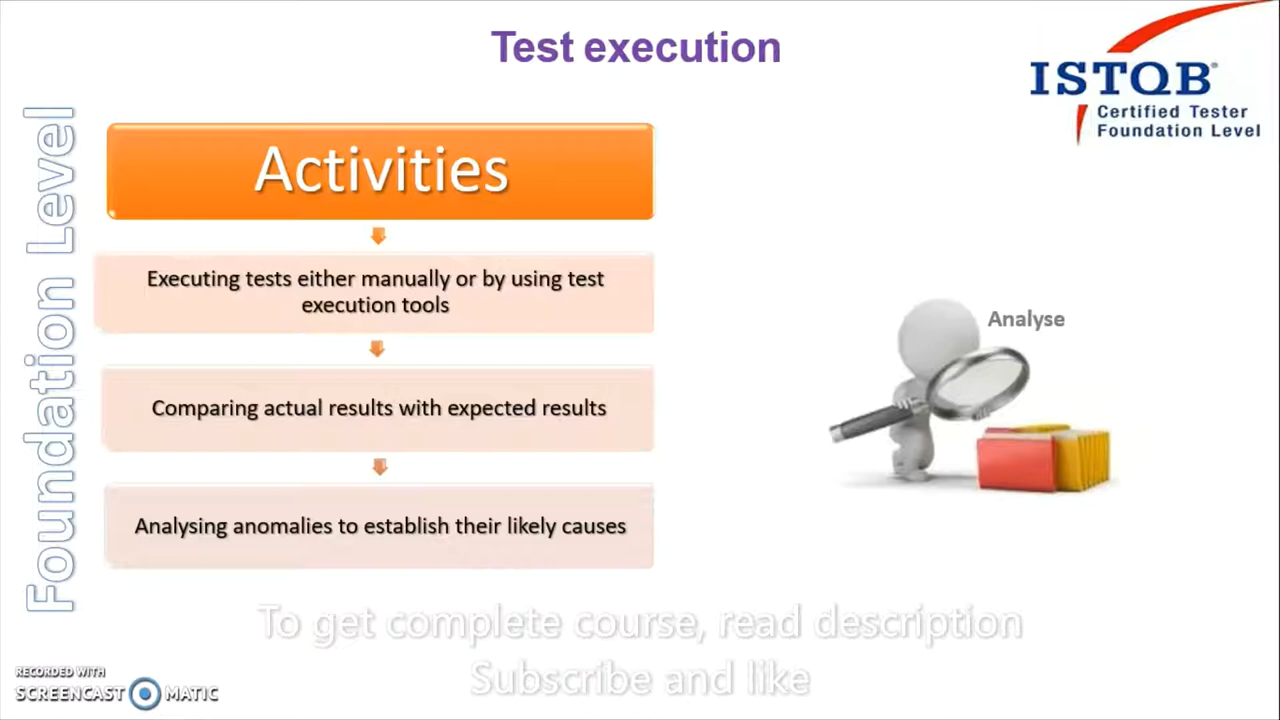 Test execution
ISTQB®
Certified Tester
Foundation Level
Foundation Level
Activities
Executing tests either manually or by using test
execution tools
Comparing actual results with expected results
Analysing anomalies to establish their likely causes
Analyse
To get complete course, read description
Subscribe and like
RECORDED WITH
SCREENCAST MATIC